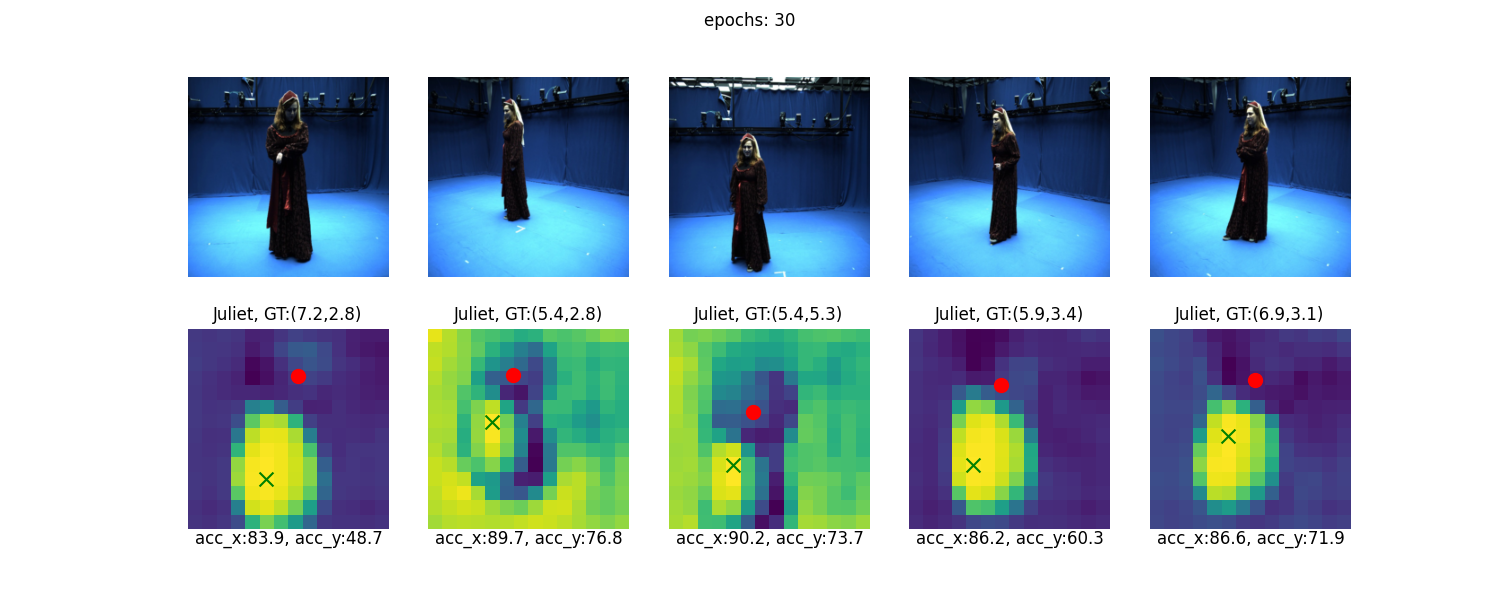 epochs: 30
Juliet, GT:(7.2,2.8)
Juliet, GT:(5.4,2.8)
Juliet, GT:(5.4,5.3)
Juliet, GT:(5.9,3.4)
Juliet, GT:(6.9,3.1)
acc_x:83.9, acc_y:48.7
acc_x:89.7, acc_y:76.8
acc_x:90.2, acc_y:73.7
acc_x:86.2, acc_y:60.3
acc_x:86.6, acc_y:71.9